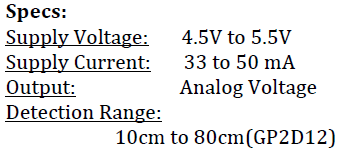 Specs:
Supply Voltage: 4.5V to 5.5V
Supply Current: 33 to 50 mA
Output: Analog Voltage
Detection Range:
10cm to 80cm(GP2D12)